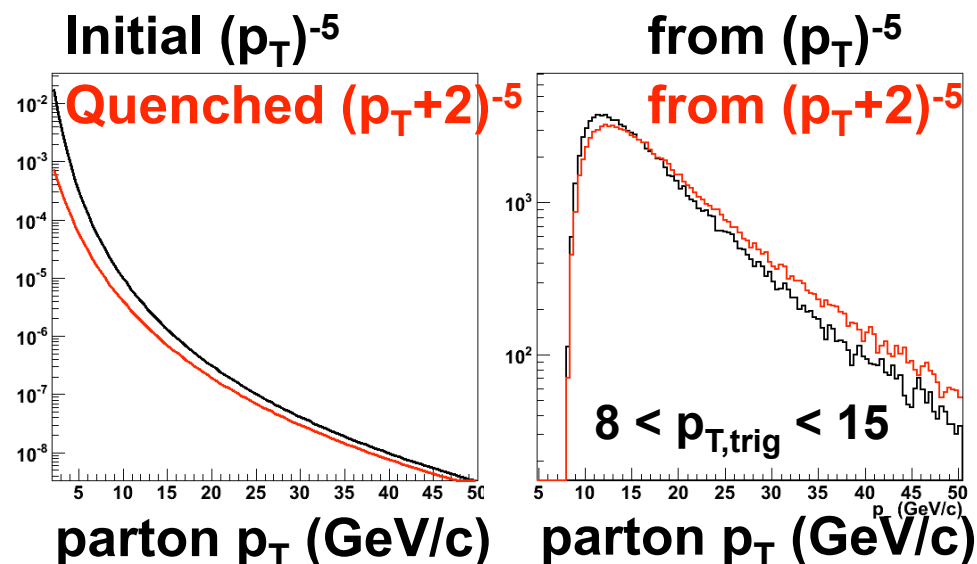 Initial (p_T)^-5
Quenched (p_T+2)^-5
10^-2
10^-3
10^-4
10^-5
10^-6
10^-7
10^-8
5 10 15 20 25 30 35 40 45 50
parton p_T (GeV/c)
from (p_T)^-5
from (p_T+2)^-5
10^3
10^2
8 < p_T,trig < 15
5 10 15 20 25 30 35 40 45 50
p_ (GeV/c)
parton p_T (GeV/c)